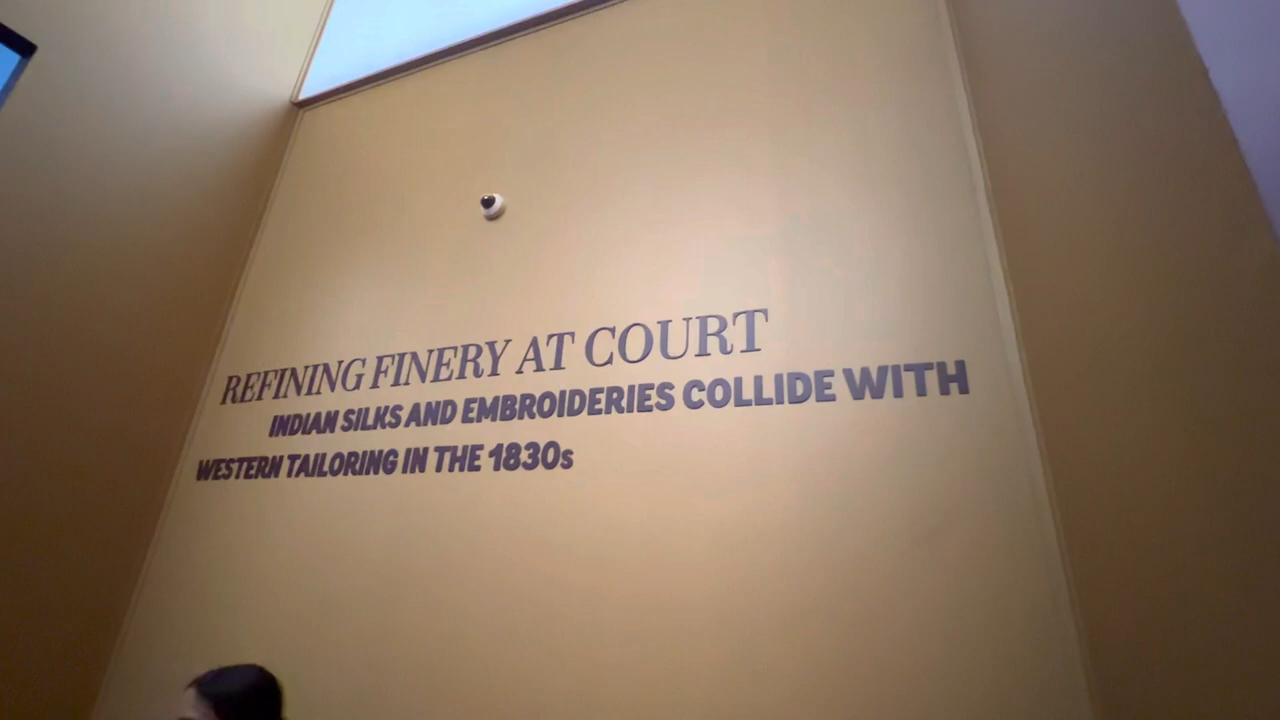 REFINING FINERY AT COURT
INDIAN SILKS AND EMBROIDERIES COLLIDE WITH
WESTERN TAILORING IN THE 1830s